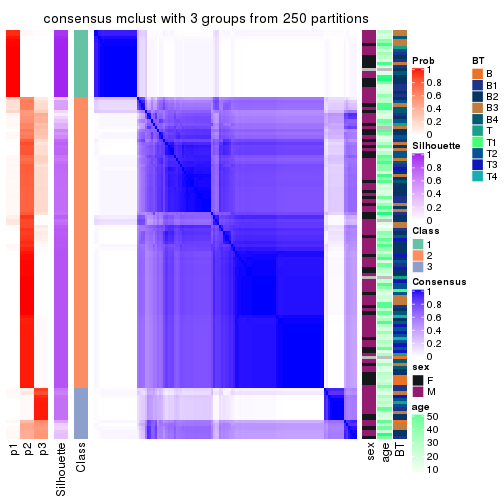 consensus mclust with 3 groups from 250 partitions
p1
p2
p3
Silhouette
Class
sex
age
BT
Prob
1
0.8
0.6
0.4
0.2
0
Silhouette
1
0.8
0.6
0.4
0.2
0
Class
1
2
3
Consensus
1
0.8
0.6
0.4
0.2
0
sex
F
M
age
50
40
30
20
10
BT
B
B1
B2
B3
B4
T
T1
T2
T3
T4